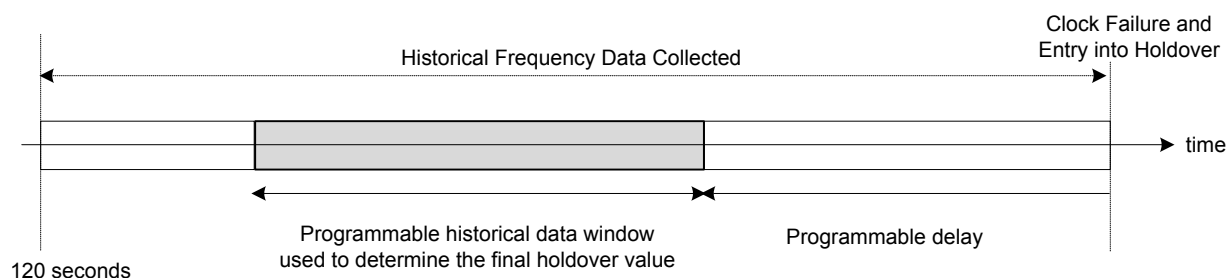 Clock Failure and
Entry into Holdover
Historical Frequency Data Collected
time
Programmable historical data window
used to determine the final holdover value
Programmable delay
120 seconds